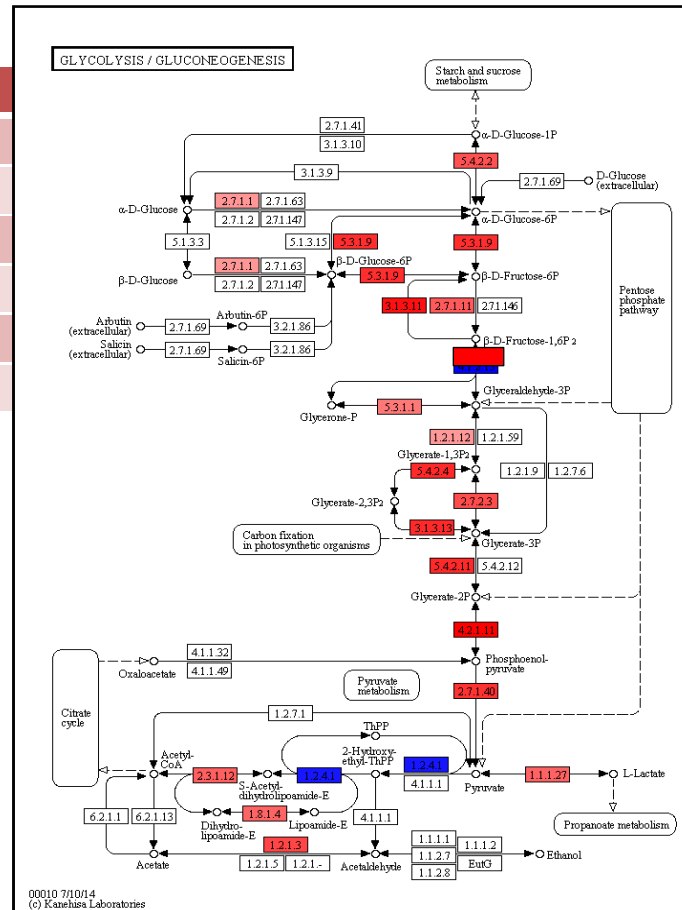 GLYCOLYSIS / GLUCONEOGENESIS
Starch and sucrose
metabolism
2.7.1.41
3.1.3.10
α-D-Glucose-1P
5.4.2.2
3.1.3.9
D-Glucose
(extracellular)
2.7.1.69
α-D-Glucose
2.7.1.1
2.7.1.63
2.7.1.2
2.7.1.147
α-D-Glucose-6P
5.1.3.3
5.1.3.15
5.3.1.9
5.3.1.9
β-D-Glucose-6P
β-D-Glucose
2.7.1.1
2.7.1.63
2.7.1.2
2.7.1.147
5.3.1.9
β-D-Fructose-6P
Pentose
phosphate
pathway
3.1.3.11
2.7.1.11
2.7.1.146
Arbutin
(extracellular)
2.7.1.69
Arbutin-6P
3.2.1.86
Salicin
(extracellular)
2.7.1.69
Salicin-6P
3.2.1.86
β-D-Fructose-1,6P2
Glyceraldehyde-3P
5.3.1.1
Glycerone-P
1.2.1.12
1.2.1.59
Glycerate-1,3P2
5.4.2.4
1.2.1.9
1.2.7.6
Glycerate-2,3P2
2.7.2.3
3.1.3.13
Carbon fixation
in photosynthetic organisms
Glycerate-3P
5.4.2.11
5.4.2.12
Glycerate-2P
4.2.1.11
4.1.1.32
4.1.1.49
Oxaloacetate
Phosphoenol-
pyruvate
Pyruvate
metabolism
2.7.1.40
Citrate
cycle
1.2.7.1
ThPP
2-Hydroxy-
ethyl-ThPP
Acetyl-
CoA
2.3.1.12
S-Acetyl-
dihydrolipoamide-E
1.2.4.1
1.2.4.1
4.1.1.1
Pyruvate
1.1.1.27
L-Lactate
6.2.1.1
6.2.1.13
Dihydro-
lipoamide-E
1.8.1.4
Lipoamide-E
4.1.1.1
Propanoate metabolism
1.2.1.3
1.2.1.5
1.2.1.-
Acetate
Acetaldehyde
1.1.1.1
1.1.1.2
1.1.2.7
EutG
1.1.2.8
Ethanol
00010 7/10/14
(c) Kanehisa Laboratories